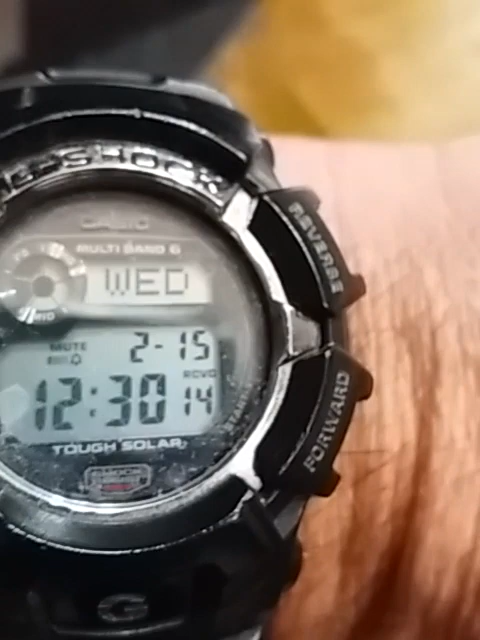 G-SHOCK
CASIO
MULTI BAND 6
WED
MUTE 2-15
RCVD
12:30 14
TOUGH SOLAR
REVERSE
FORWARD
G